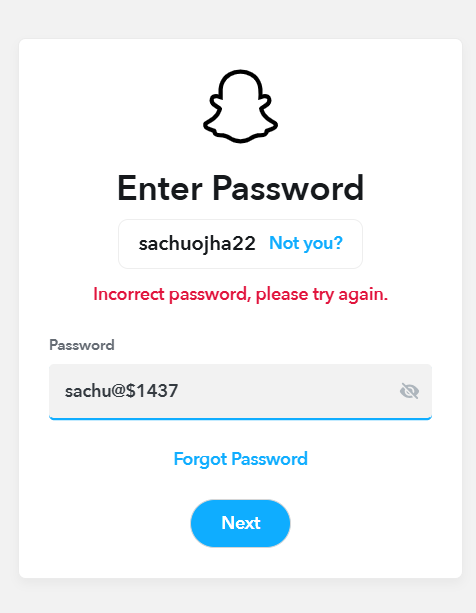 Enter Password
sachuojha22 Not you?
Incorrect password, please try again.
Password
sachu@$1437
Forgot Password
Next